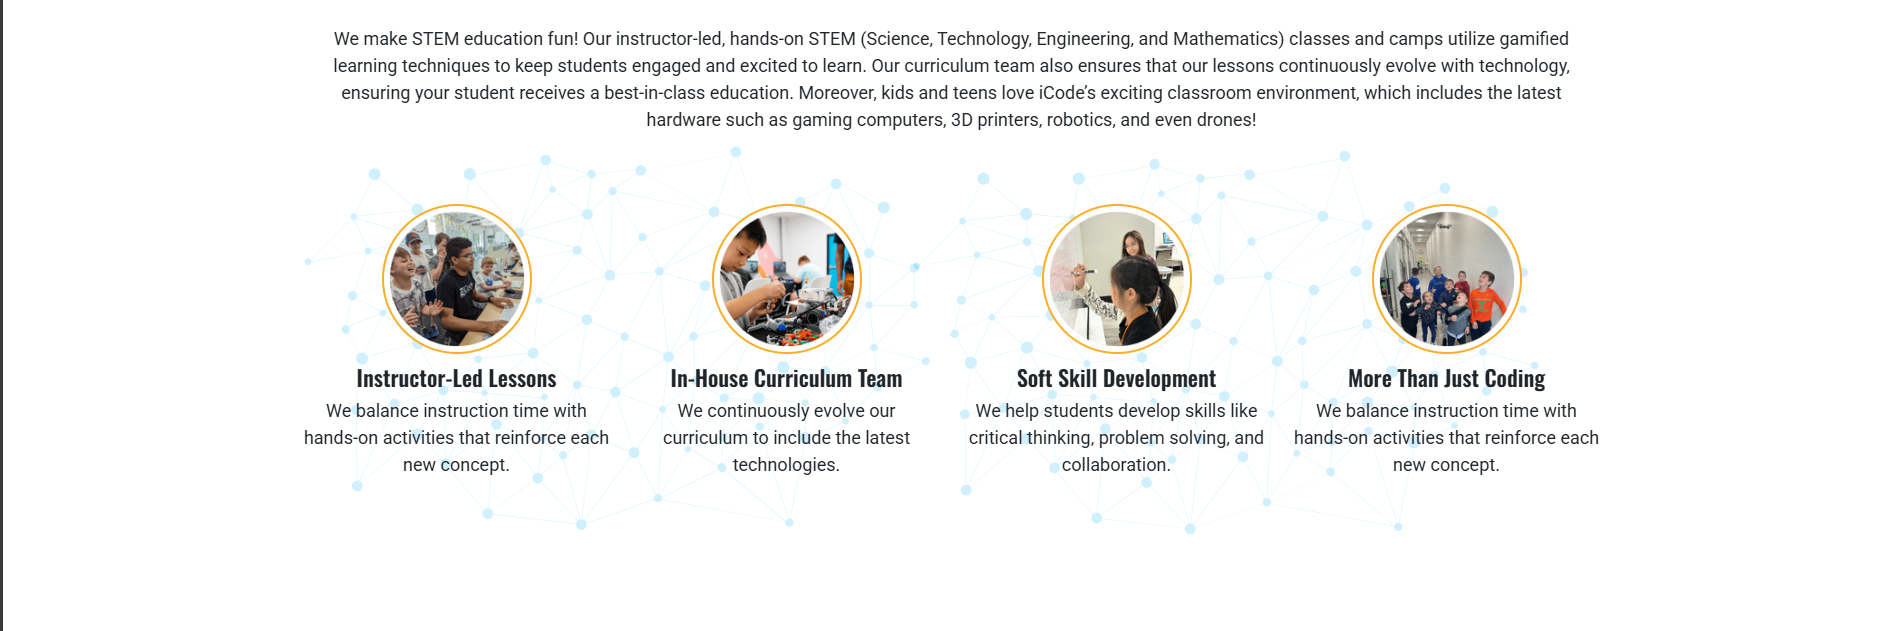 We make STEM education fun! Our instructor-led, hands-on STEM (Science, Technology, Engineering, and Mathematics) classes and camps utilize gamified
learning techniques to keep students engaged and excited to learn. Our curriculum team also ensures that our lessons continuously evolve with technology,
ensuring your student receives a best-in-class education. Moreover, kids and teens love iCode’s exciting classroom environment, which includes the latest
hardware such as gaming computers, 3D printers, robotics, and even drones!
Instructor-Led Lessons
We balance instruction time with
hands-on activities that reinforce each
new concept.
In-House Curriculum Team
We continuously evolve our
curriculum to include the latest
technologies.
Soft Skill Development
We help students develop skills like
critical thinking, problem solving, and
collaboration.
More Than Just Coding
We balance instruction time with
hands-on activities that reinforce each
new concept.